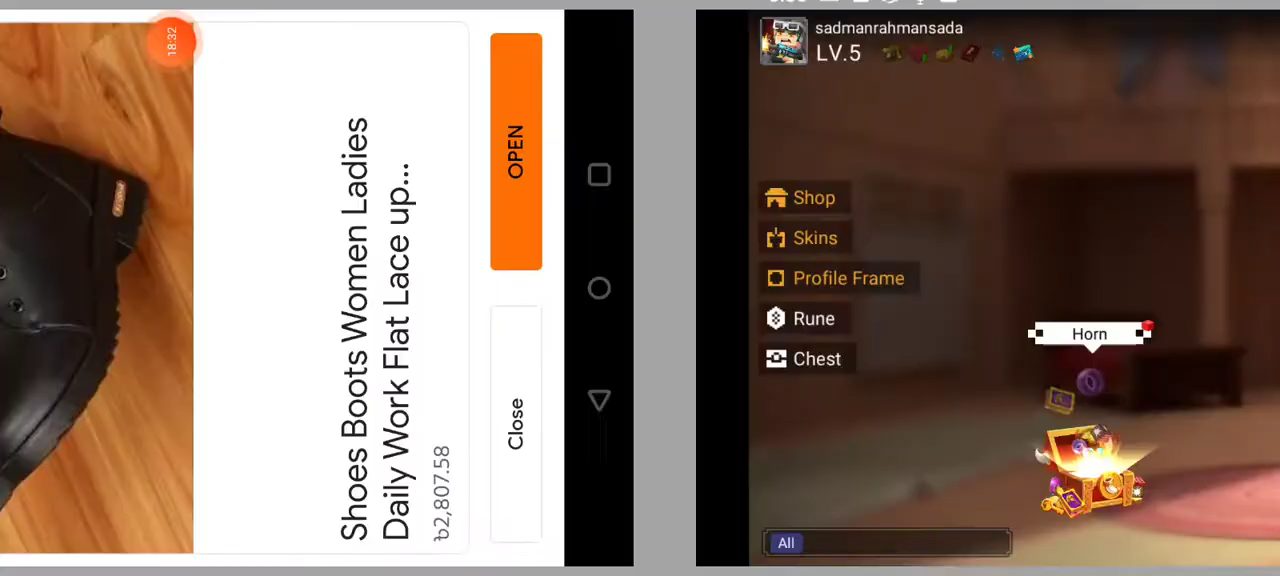 18:32
Shoes Boots Women Ladies
Daily Work Flat Lace up...
৳2,807.58
OPEN
Close
sadmanrahmansada
LV.5
Shop
Skins
Profile Frame
Rune
Chest
Horn
All